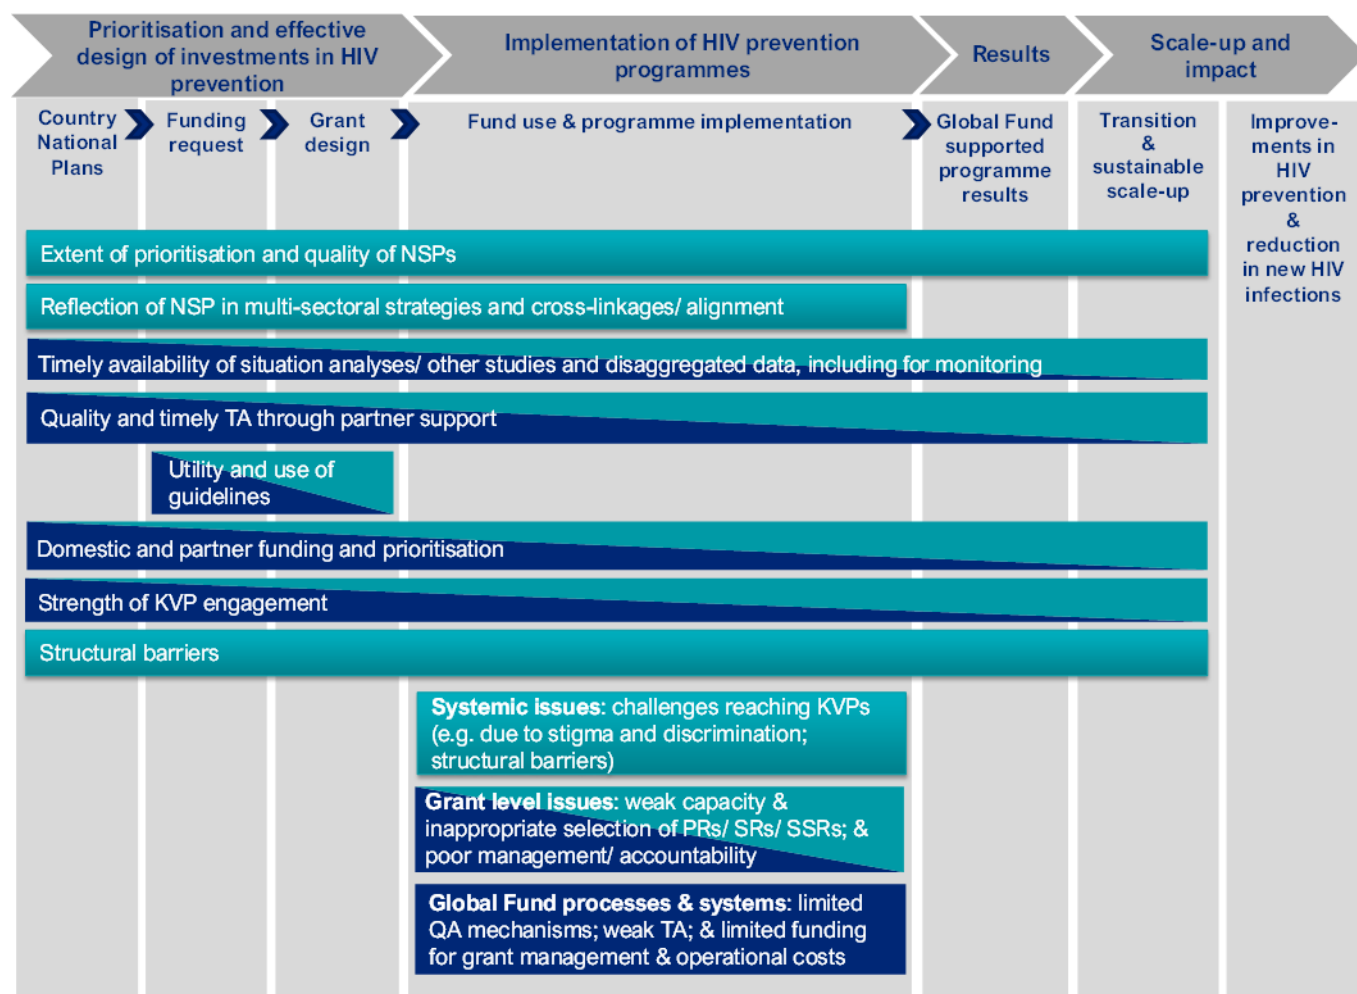 Prioritisation and effective
design of investments in HIV
prevention
Implementation of HIV prevention
programmes
Results
Scale-up and
impact
Country
National
Plans
Funding
request
Grant
design
Fund use & programme implementation
Global Fund
supported
programme
results
Transition
&
sustainable
scale-up
Improve-
ments in
HIV
prevention
&
reduction
in new HIV
infections
Extent of prioritisation and quality of NSPs
Reflection of NSP in multi-sectoral strategies and cross-linkages/ alignment
Timely availability of situation analyses/ other studies and disaggregated data, including for monitoring
Quality and timely TA through partner support
Utility and use of
guidelines
Domestic and partner funding and prioritisation
Strength of KVP engagement
Structural barriers
Systemic issues: challenges reaching KVPs
(e.g. due to stigma and discrimination;
structural barriers)
Grant level issues: weak capacity &
inappropriate selection of PRs/ SRs/ SSRs; &
poor management/ accountability
Global Fund processes & systems: limited
QA mechanisms; weak TA; & limited funding
for grant management & operational costs